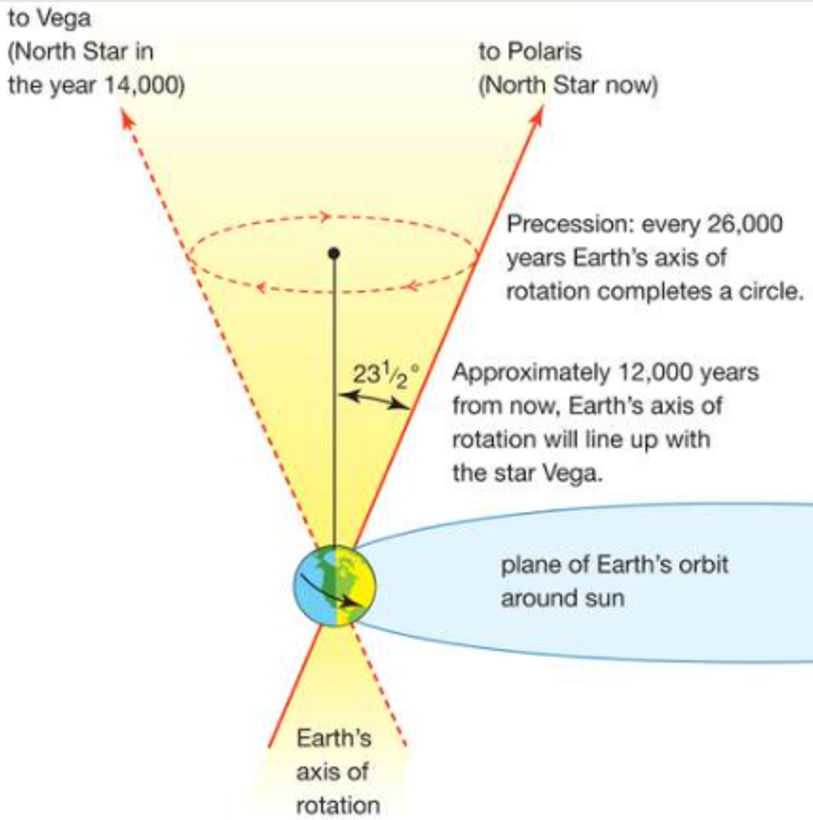 to Vega
(North Star in
the year 14,000)
to Polaris
(North Star now)
Precession: every 26,000
years Earth's axis of
rotation completes a circle.
23½°
Approximately 12,000 years
from now, Earth's axis of
rotation will line up with
the star Vega.
plane of Earth's orbit
around sun
Earth's
axis of
rotation